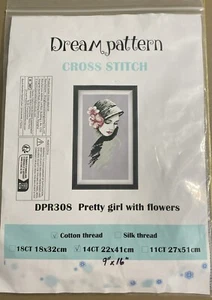 Dream pattern
CROSS STITCH
DPR308 Pretty girl with flowers
Cotton thread Silk thread
18CT 18x32cm 14CT 22x41cm 11CT 27x51cm
9"x16"